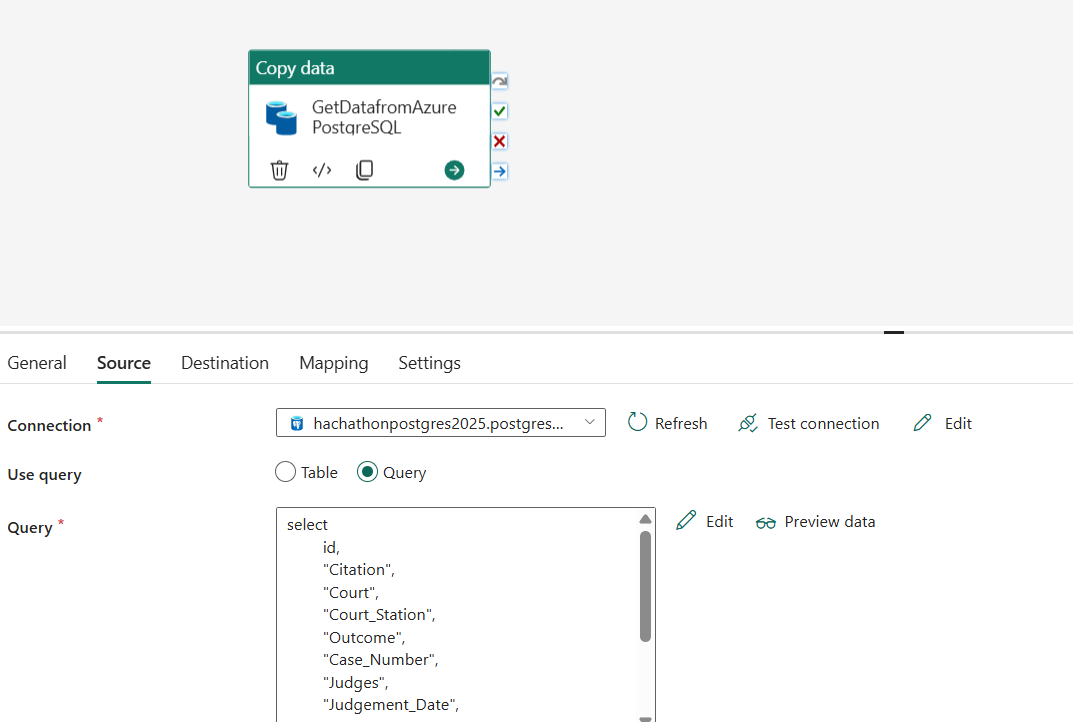 Copy data
GetDatafromAzure
PostgreSQL
</>
General Source Destination Mapping Settings
Connection * hachathonpostgres2025.postgres... Refresh Test connection Edit
Use query Table Query
Query * Edit Preview data
select
id,
"Citation",
"Court",
"Court_Station",
"Outcome",
"Case_Number",
"Judges",
"Judgement_Date",